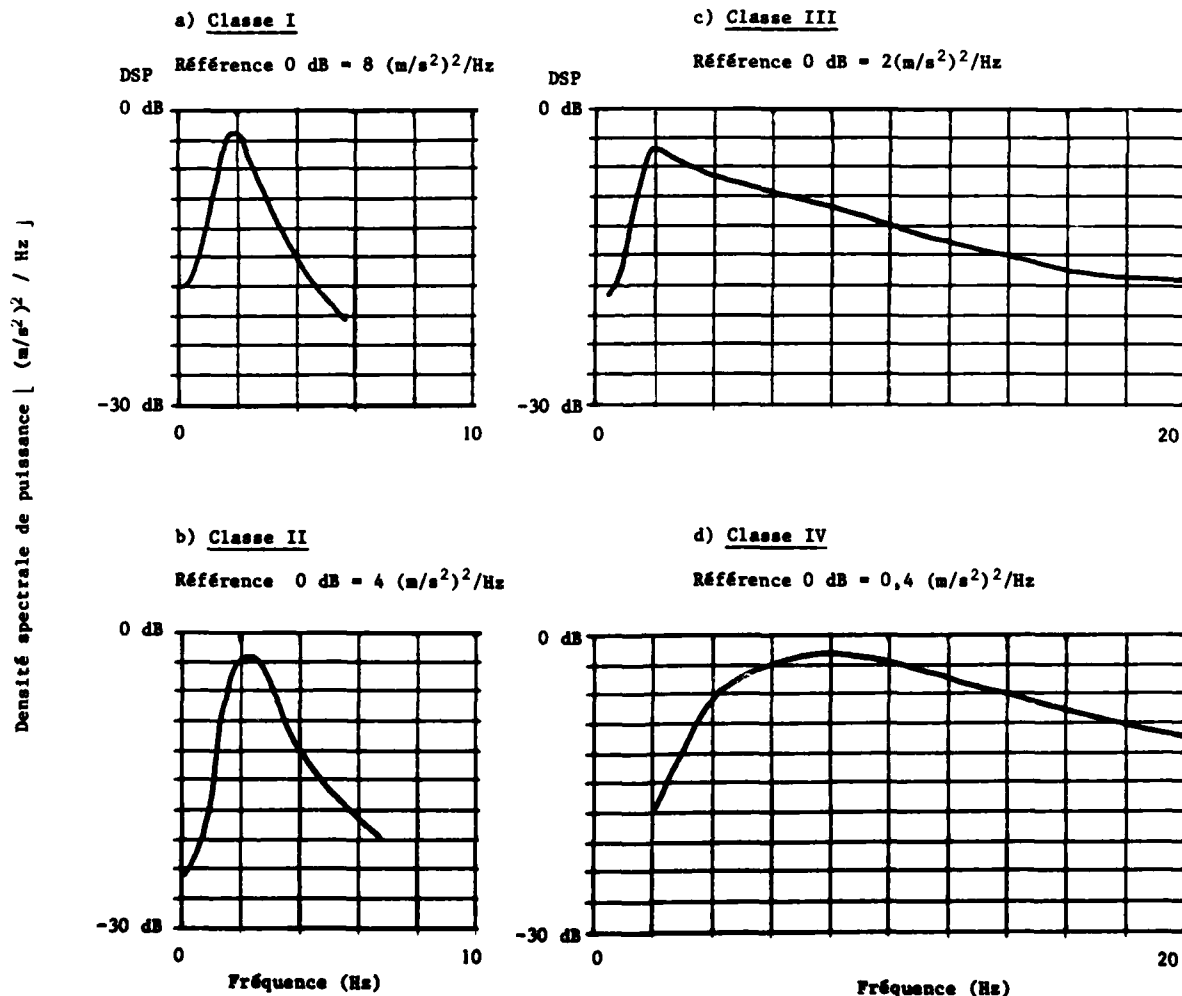 Densité spectrale de puissance ⌊ (m/s²)² / Hz ⌋
a) Classe I
Référence 0 dB = 8 (m/s²)²/Hz
DSP
0 dB
-30 dB
0
10
b) Classe II
Référence 0 dB = 4 (m/s²)²/Hz
0 dB
-30 dB
0
10
Fréquence (Hz)
c) Classe III
Référence 0 dB = 2(m/s²)²/Hz
DSP
0 dB
-30 dB
0
20
d) Classe IV
Référence 0 dB = 0,4 (m/s²)²/Hz
0 dB
-30 dB
0
20
Fréquence (Hz)